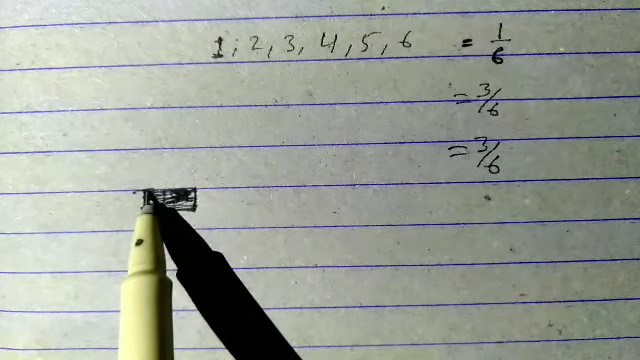 1, 2, 3, 4, 5, 6 = 1/6
= 3/6
= 3/6